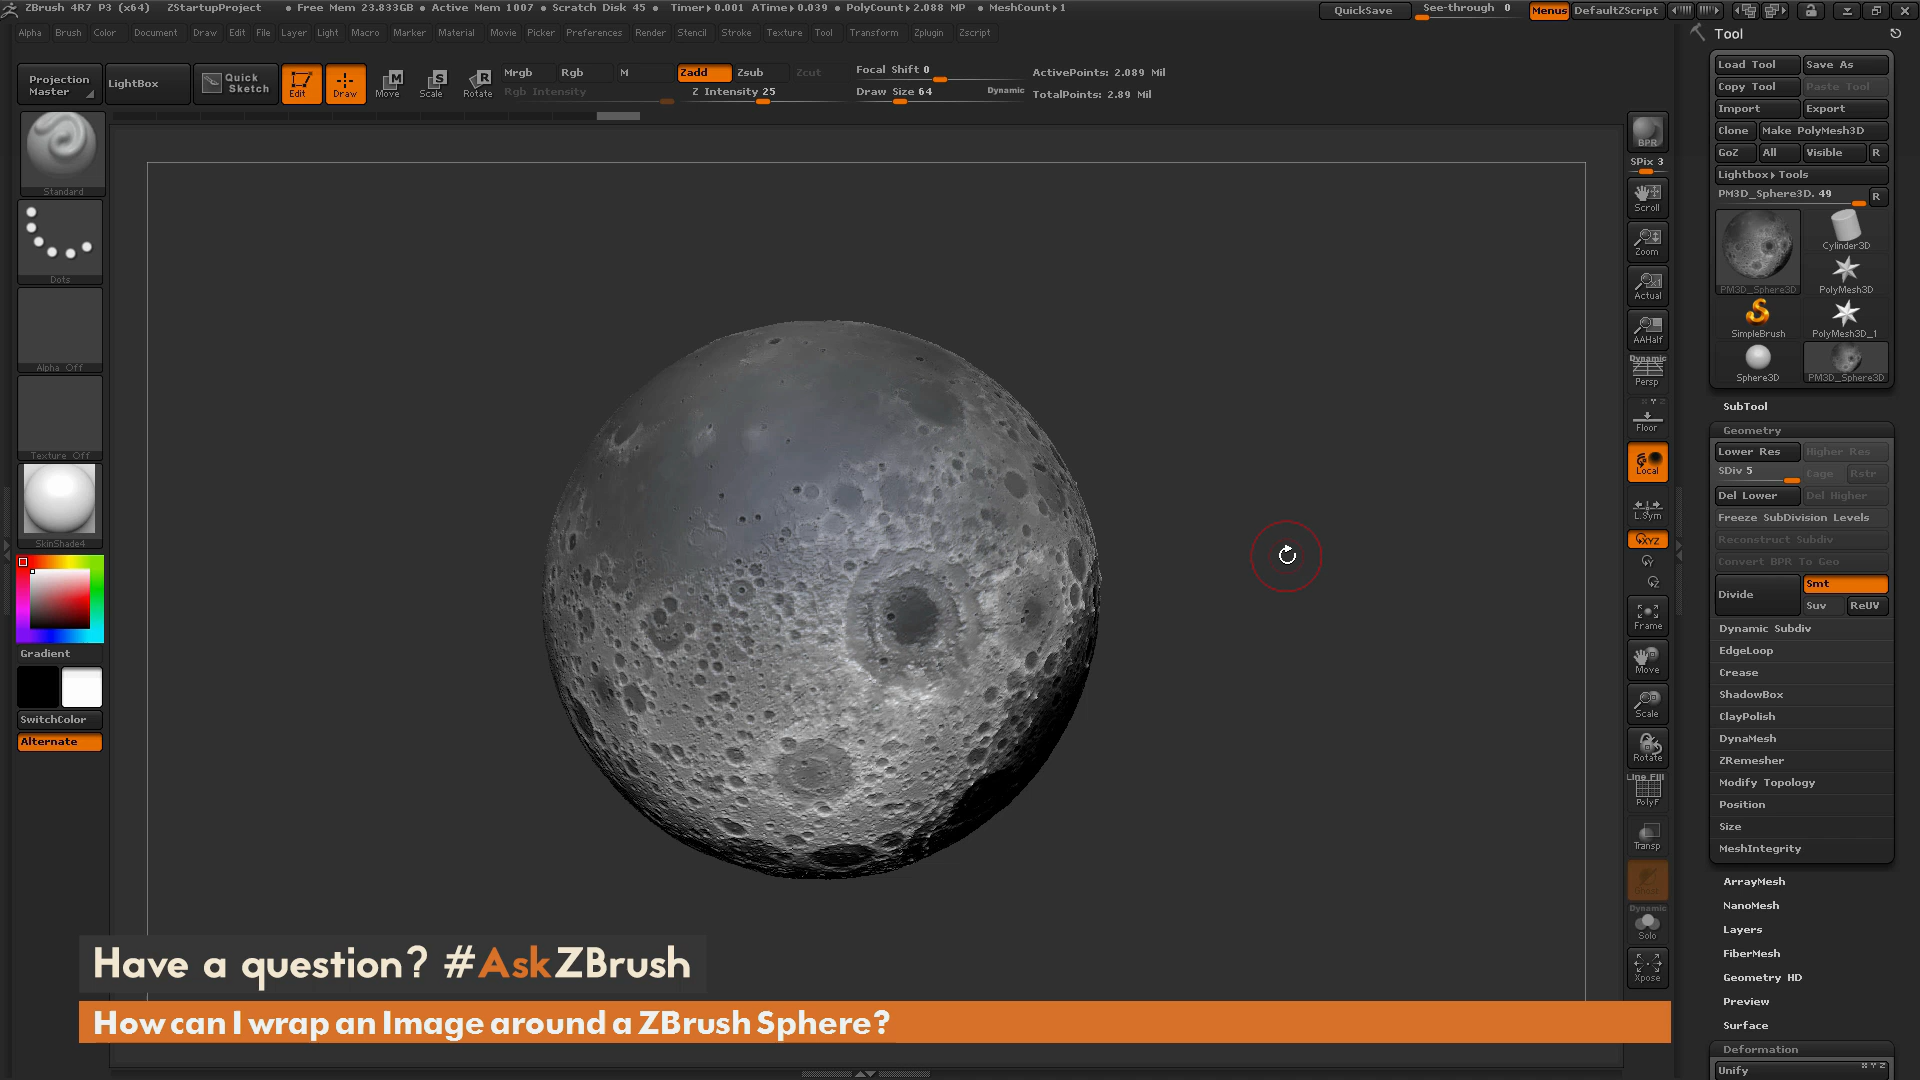 ZBrush 4R7 P3 (x64) ZStartupProject • Free Mem 23.833GB • Active Mem 1007 • Scratch Disk 45 • Timer▸0.001 ATime▸0.039 • PolyCount▸2.088 MP • MeshCount▸1 QuickSave See-through 0 Menus DefaultZScript
Alpha Brush Color Document Draw Edit File Layer Light Macro Marker Material Movie Picker Preferences Render Stencil Stroke Texture Tool Transform Zplugin Zscript
Projection Master
LightBox
Quick Sketch
Edit
Draw
Move
Scale
Rotate
Mrgb Rgb M
Rgb Intensity
Zadd Zsub Zcut
Z Intensity 25
Focal Shift 0
Draw Size 64 Dynamic
ActivePoints: 2.089 Mil
TotalPoints: 2.89 Mil
Standard
Dots
Alpha Off
Texture Off
SkinShade4
Gradient
SwitchColor
Alternate
BPR
SPix 3
Scroll
Zoom
Actual
AAHalf
Dynamic
Persp
Floor
Local
L.Sym
XYZ
Y
Z
Frame
Move
Scale
Rotate
Line Fill
PolyF
Transp
Ghost
Dynamic
Solo
Xpose
Tool
Load Tool Save As
Copy Tool Paste Tool
Import Export
Clone Make PolyMesh3D
GoZ All Visible R
Lightbox▸Tools
PM3D_Sphere3D. 49 R
PM3D_Sphere3D
Cylinder3D
PolyMesh3D
SimpleBrush PolyMesh3D_1
Sphere3D PM3D_Sphere3D
SubTool
Geometry
Lower Res Higher Res
SDiv 5 Cage Rstr
Del Lower Del Higher
Freeze SubDivision Levels
Reconstruct Subdiv
Convert BPR To Geo
Divide Smt
Suv ReUV
Dynamic Subdiv
EdgeLoop
Crease
ShadowBox
ClayPolish
DynaMesh
ZRemesher
Modify Topology
Position
Size
MeshIntegrity
ArrayMesh
NanoMesh
Layers
FiberMesh
Geometry HD
Preview
Surface
Deformation
Unify X Y Z
Have a question? #AskZBrush
How can I wrap an Image around a ZBrush Sphere?